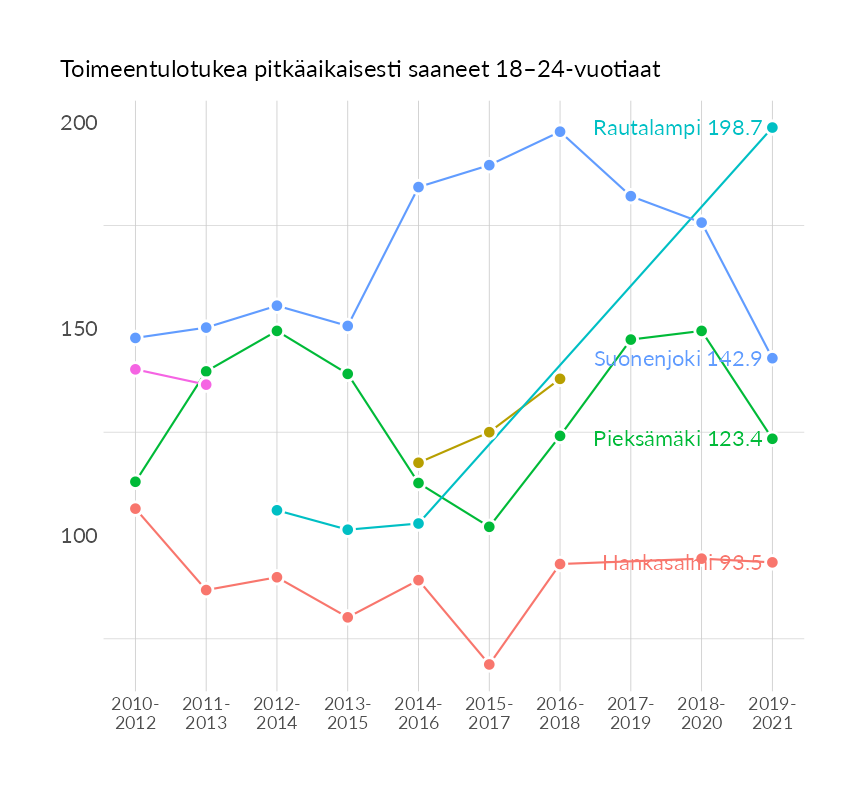 Toimeentulotukea pitkäaikaisesti saaneet 18–24-vuotiaat
200
Rautalampi 198.7
150
Suonenjoki 142.9
Pieksämäki 123.4
100
Hankasalmi 93.5
2010- 2011- 2012- 2013- 2014- 2015- 2016- 2017- 2018- 2019-
2012 2013 2014 2015 2016 2017 2018 2019 2020 2021